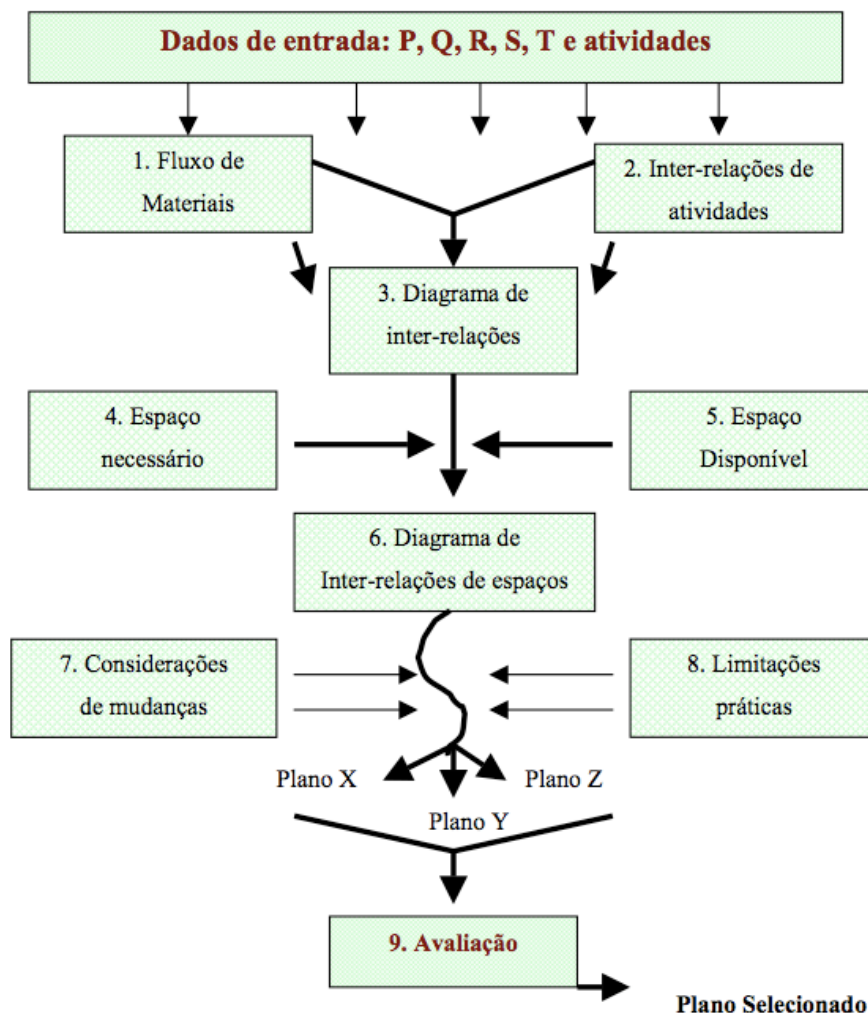 Dados de entrada: P, Q, R, S, T e atividades
1. Fluxo de
Materiais
2. Inter-relações de
atividades
3. Diagrama de
inter-relações
4. Espaço
necessário
5. Espaço
Disponível
6. Diagrama de
Inter-relações de espaços
7. Considerações
de mudanças
8. Limitações
práticas
Plano X
Plano Z
Plano Y
9. Avaliação
Plano Selecionado